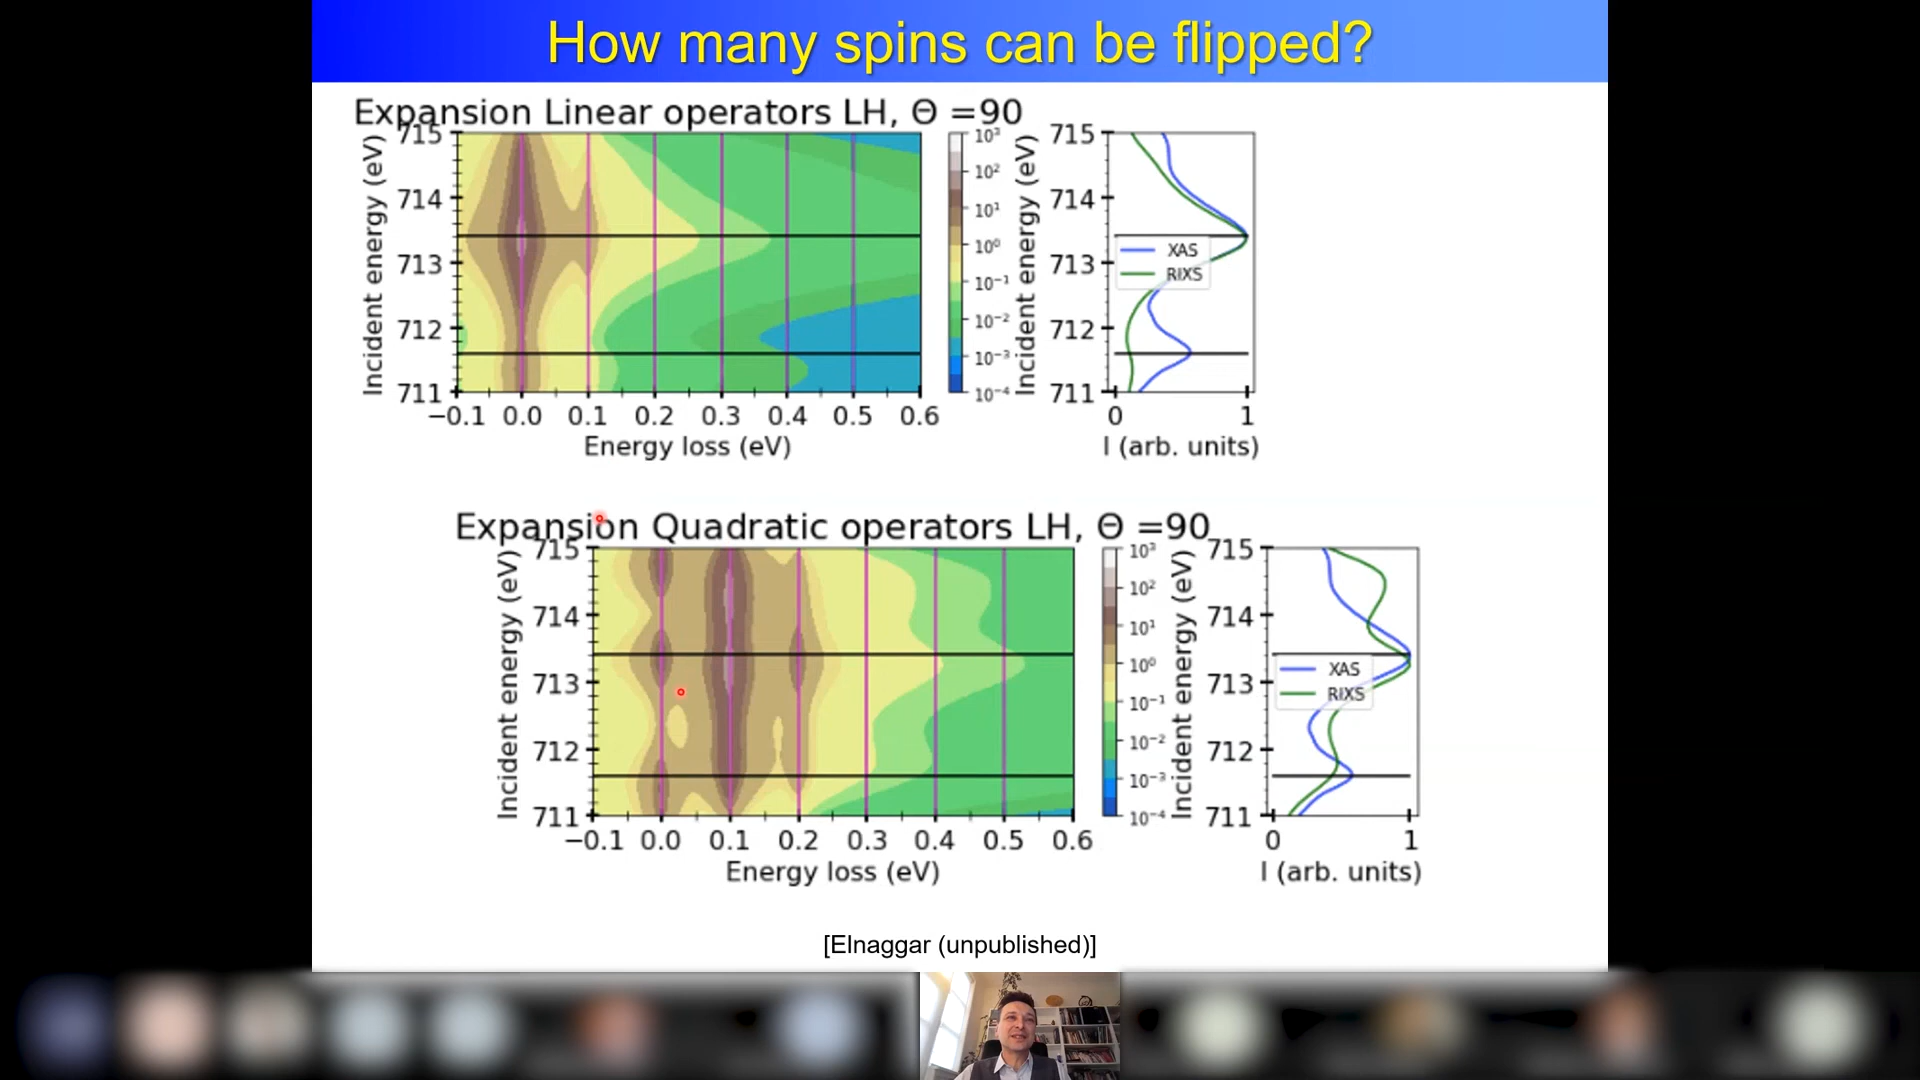 How many spins can be flipped?
Expansion Linear operators LH, Θ =90
Incident energy (eV)
715
714
713
712
711
−0.1 0.0 0.1 0.2 0.3 0.4 0.5 0.6
Energy loss (eV)
10³
10²
10¹
10⁰
10⁻¹
10⁻²
10⁻³
10⁻⁴
Incident energy (eV)
715
714
713
712
711
XAS
RIXS
0 1
I (arb. units)
Expansion Quadratic operators LH, Θ =90
Incident energy (eV)
715
714
713
712
711
−0.1 0.0 0.1 0.2 0.3 0.4 0.5 0.6
Energy loss (eV)
10³
10²
10¹
10⁰
10⁻¹
10⁻²
10⁻³
10⁻⁴
Incident energy (eV)
715
714
713
712
711
XAS
RIXS
0 1
I (arb. units)
[Elnaggar (unpublished)]